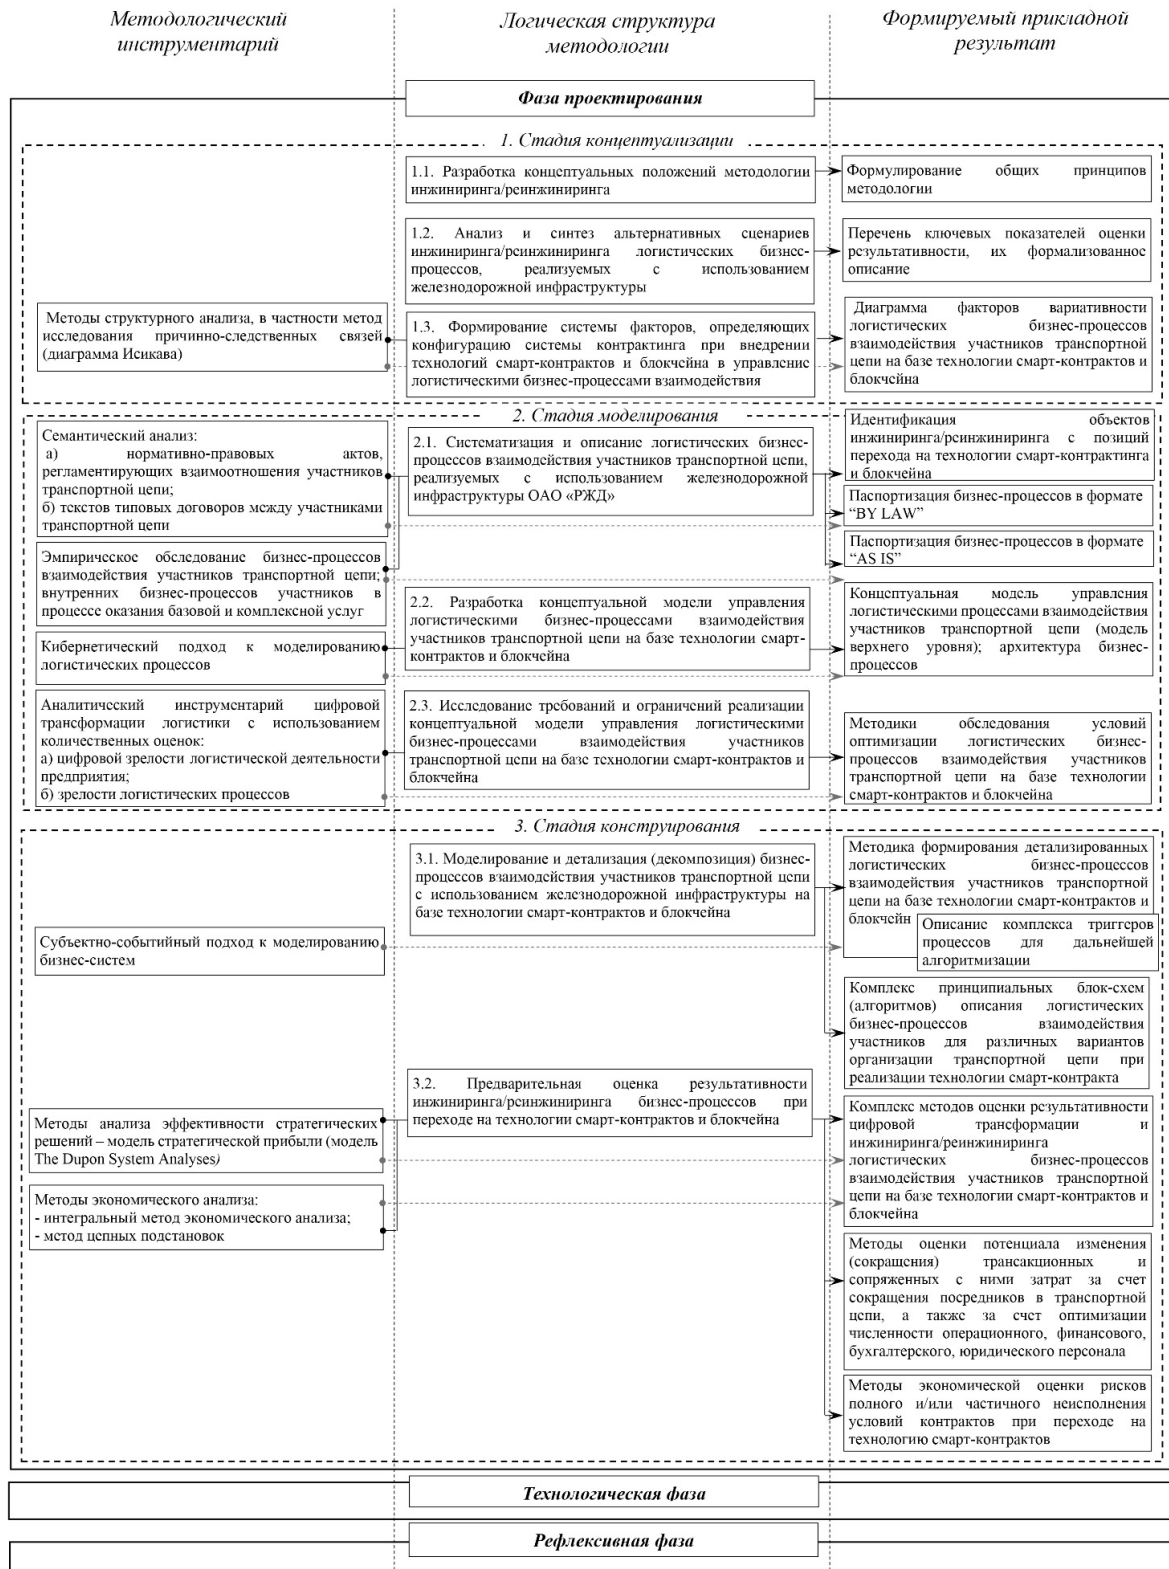 Методологический
инструментарий
Логическая структура
методологии
Формируемый прикладной
результат
Фаза проектирования
1. Стадия концептуализации
1.1. Разработка концептуальных положений методологии
инжиниринга/реинжиниринга
Формулирование общих принципов
методологии
1.2. Анализ и синтез альтернативных сценариев
инжиниринга/реинжиниринга логистических бизнес-
процессов, реализуемых с использованием
железнодорожной инфраструктуры
Перечень ключевых показателей оценки
результативности, их формализованное
описание
Методы структурного анализа, в частности метод
исследования причинно-следственных связей
(диаграмма Исикава)
1.3. Формирование системы факторов, определяющих
конфигурацию системы контрактинга при внедрении
технологий смарт-контрактов и блокчейна в управление
логистическими бизнес-процессами взаимодействия
Диаграмма факторов вариативности
логистических бизнес-процессов
взаимодействия участников транспортной
цепи на базе технологии смарт-контрактов и
блокчейна
2. Стадия моделирования
Семантический анализ:
а) нормативно-правовых актов,
регламентирующих взаимоотношения участников
транспортной цепи;
б) текстов типовых договоров между участниками
транспортной цепи
2.1. Систематизация и описание логистических бизнес-
процессов взаимодействия участников транспортной цепи,
реализуемых с использованием железнодорожной
инфраструктуры ОАО «РЖД»
Идентификация объектов
инжиниринга/реинжиниринга с позиций
перехода на технологии смарт-контрактинга
и блокчейна
Паспортизация бизнес-процессов в формате
“BY LAW”
Паспортизация бизнес-процессов в формате
“AS IS”
Эмпирическое обследование бизнес-процессов
взаимодействия участников транспортной цепи;
внутренних бизнес-процессов участников в
процессе оказания базовой и комплексной услуг
Кибернетический подход к моделированию
логистических процессов
2.2. Разработка концептуальной модели управления
логистическими бизнес-процессами взаимодействия
участников транспортной цепи на базе технологии смарт-
контрактов и блокчейна
Концептуальная модель управления
логистическими процессами взаимодействия
участников транспортной цепи (модель
верхнего уровня); архитектура бизнес-
процессов
Аналитический инструментарий цифровой
трансформации логистики с использованием
количественных оценок:
а) цифровой зрелости логистической деятельности
предприятия;
б) зрелости логистических процессов
2.3. Исследование требований и ограничений реализации
концептуальной модели управления логистическими
бизнес-процессами взаимодействия участников
транспортной цепи на базе технологии смарт-контрактов и
блокчейна
Методики обследования условий
оптимизации логистических бизнес-
процессов взаимодействия участников
транспортной цепи на базе технологии
смарт-контрактов и блокчейна
3. Стадия конструирования
3.1. Моделирование и детализация (декомпозиция) бизнес-
процессов взаимодействия участников транспортной цепи
с использованием железнодорожной инфраструктуры на
базе технологии смарт-контрактов и блокчейна
Методика формирования детализированных
логистических бизнес-процессов
взаимодействия участников транспортной
цепи на базе технологии смарт-контрактов и
блокчейн
Описание комплекса триггеров
процессов для дальнейшей
алгоритмизации
Субъектно-событийный подход к моделированию
бизнес-систем
Комплекс принципиальных блок-схем
(алгоритмов) описания логистических
бизнес-процессов взаимодействия
участников для различных вариантов
организации транспортной цепи при
реализации технологии смарт-контракта
3.2. Предварительная оценка результативности
инжиниринга/реинжиниринга бизнес-процессов при
переходе на технологии смарт-контрактов и блокчейна
Методы анализа эффективности стратегических
решений – модель стратегической прибыли (модель
The Dupon System Analyses)
Методы экономического анализа:
- интегральный метод экономического анализа;
- метод цепных подстановок
Комплекс методов оценки результативности
цифровой трансформации и
инжиниринга/реинжиниринга
логистических бизнес-процессов
взаимодействия участников транспортной
цепи на базе технологии смарт-контрактов и
блокчейна
Методы оценки потенциала изменения
(сокращения) трансакционных и
сопряженных с ними затрат за счет
сокращения посредников в транспортной
цепи, а также за счет оптимизации
численности операционного, финансового,
бухгалтерского, юридического персонала
Методы экономической оценки рисков
полного и/или частичного неисполнения
условий контрактов при переходе на
технологию смарт-контрактов
Технологическая фаза
Рефлексивная фаза